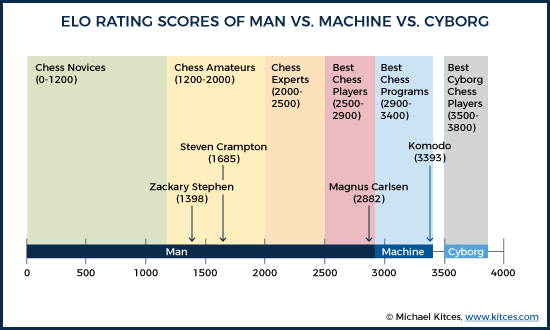 ELO RATING SCORES OF MAN VS. MACHINE VS. CYBORG
Chess Novices
(0-1200)
Chess Amateurs
(1200-2000)
Chess
Experts
(2000-
2500)
Best
Chess
Players
(2500-
2900)
Best
Chess
Programs
(2900-
3400)
Best
Cyborg
Chess
Players
(3500-
3800)
Steven Crampton
(1685)
Komodo
(3393)
Zackary Stephen
(1398)
Magnus Carlsen
(2882)
Man
Machine
Cyborg
0
500
1000
1500
2000
2500
3000
3500
4000
© Michael Kitces, www.kitces.com